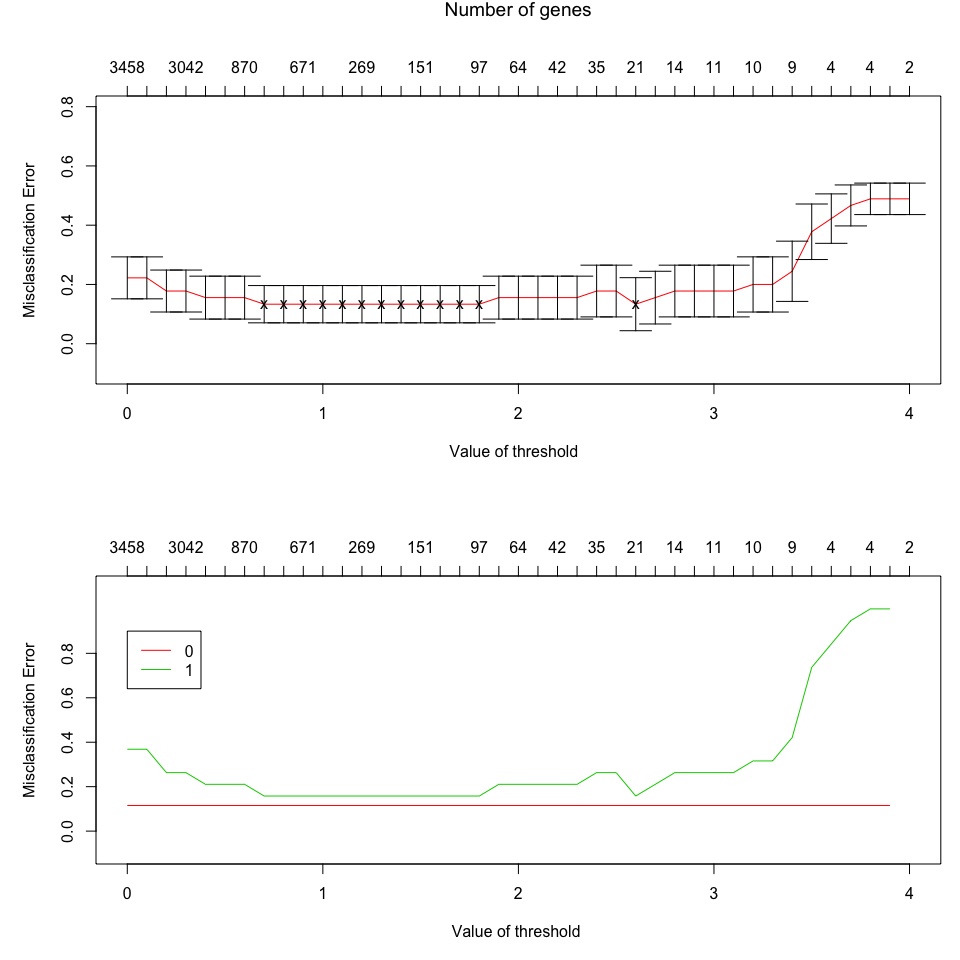 Number of genes
3458 3042 870 671 269 151 97 64 42 35 21 14 11 10 9 4 4 2
0.8
0.6
0.4
0.2
0.0
Misclassification Error
x x x x x x x x x x x x x
0 1 2 3 4
Value of threshold
3458 3042 870 671 269 151 97 64 42 35 21 14 11 10 9 4 4 2
0.8
0.6
0.4
0.2
0.0
Misclassification Error
0
1
0 1 2 3 4
Value of threshold